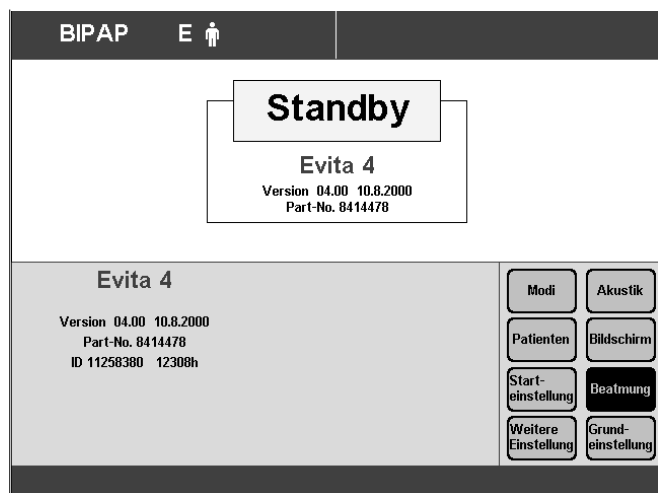 BIPAP E
Standby
Evita 4
Version 04.00 10.8.2000
Part-No. 8414478
Evita 4
Version 04.00 10.8.2000
Part-No. 8414478
ID 11258380 12308h
Modi
Akustik
Patienten
Bildschirm
Start-
einstellung
Beatmung
Weitere
Einstellung
Grund-
einstellung